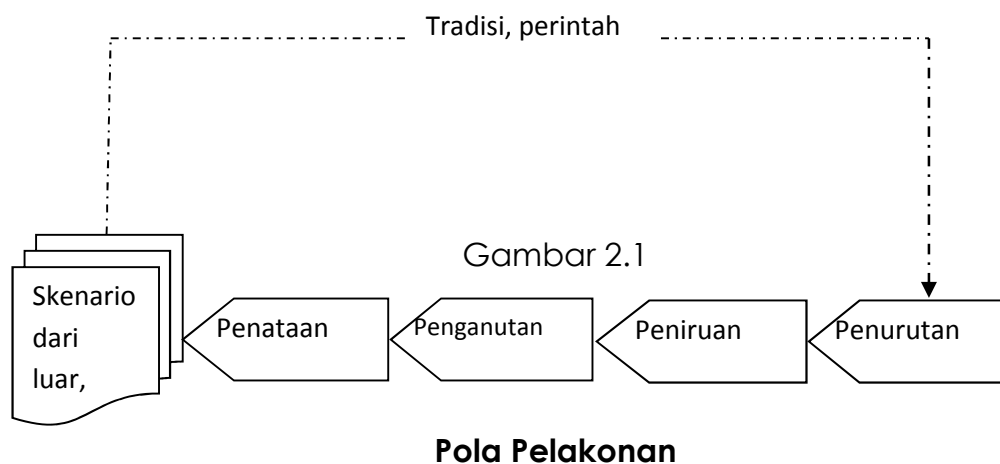 Tradisi, perintah
Gambar 2.1
Skenario
dari
luar,
Penataan
Penganutan
Peniruan
Penurutan
Pola Pelakonan